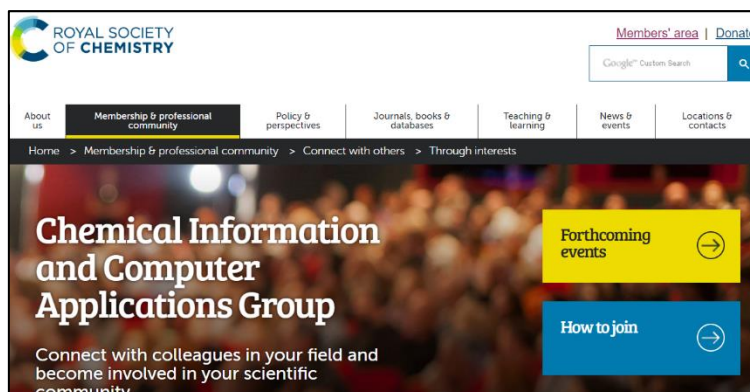 ROYAL SOCIETY
OF CHEMISTRY
Members' area | Donate
Google™ Custom Search
About
us
Membership & professional
community
Policy &
perspectives
Journals, books &
databases
Teaching &
learning
News &
events
Locations &
contacts
Home > Membership & professional community > Connect with others > Through interests
Chemical Information
and Computer
Applications Group
Connect with colleagues in your field and
become involved in your scientific
community
Forthcoming
events
How to join